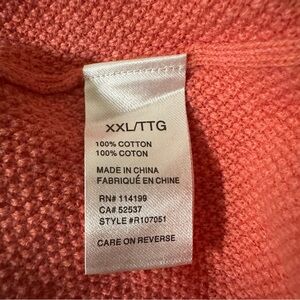 XXL/TTG
100% COTTON
100% COTON
MADE IN CHINA
FABRIQUÉ EN CHINE
RN# 114199
CA# 52537
STYLE #R107051
CARE ON REVERSE